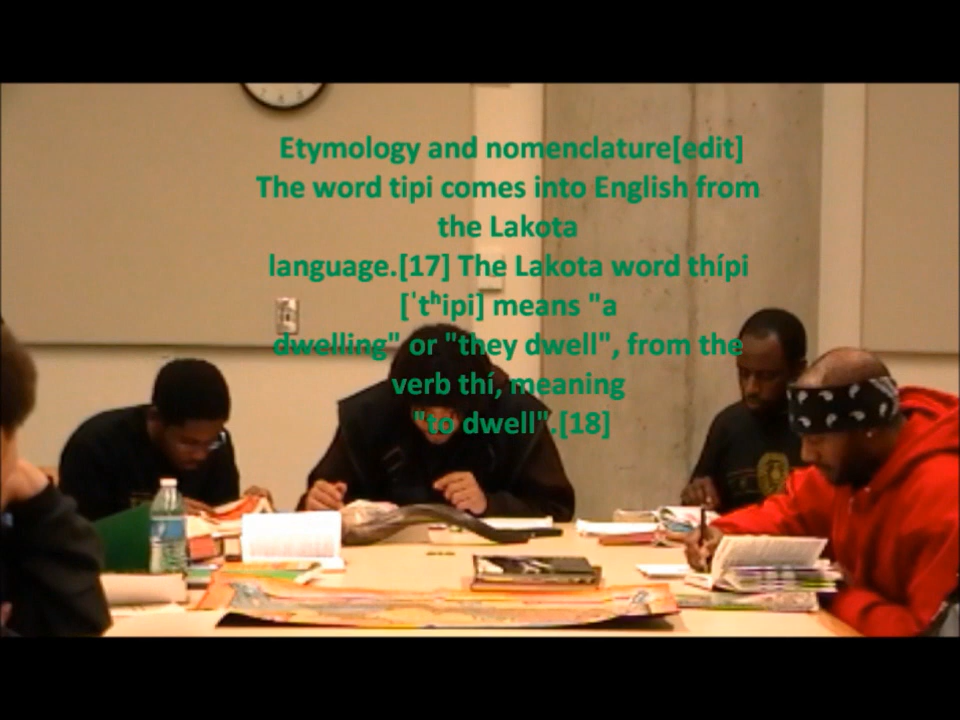 Etymology and nomenclature[edit]
The word tipi comes into English from
the Lakota
language.[17] The Lakota word thípi
[ˈtʰipi] means "a
dwelling" or "they dwell", from the
verb thí, meaning
"to dwell".[18]